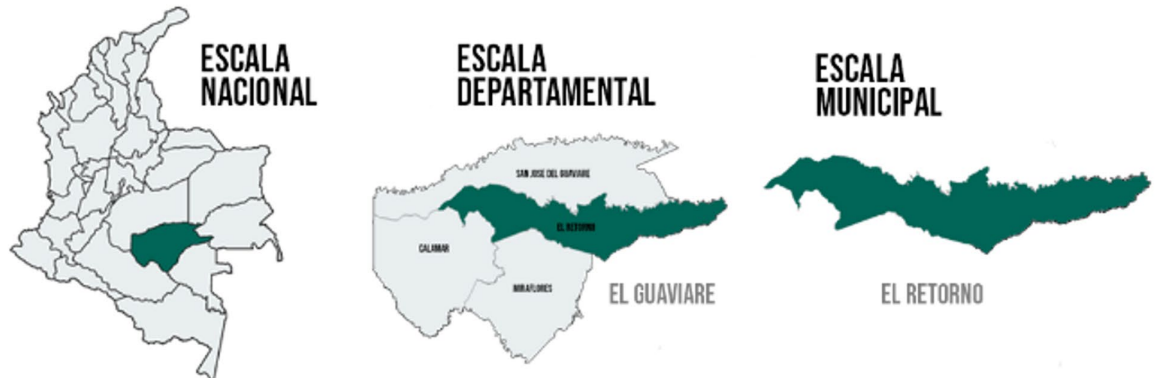 ESCALA
NACIONAL
ESCALA
DEPARTAMENTAL
SAN JOSE DEL GUAVIARE
EL RETORNO
CALAMAR
MIRAFLORES
EL GUAVIARE
ESCALA
MUNICIPAL
EL RETORNO